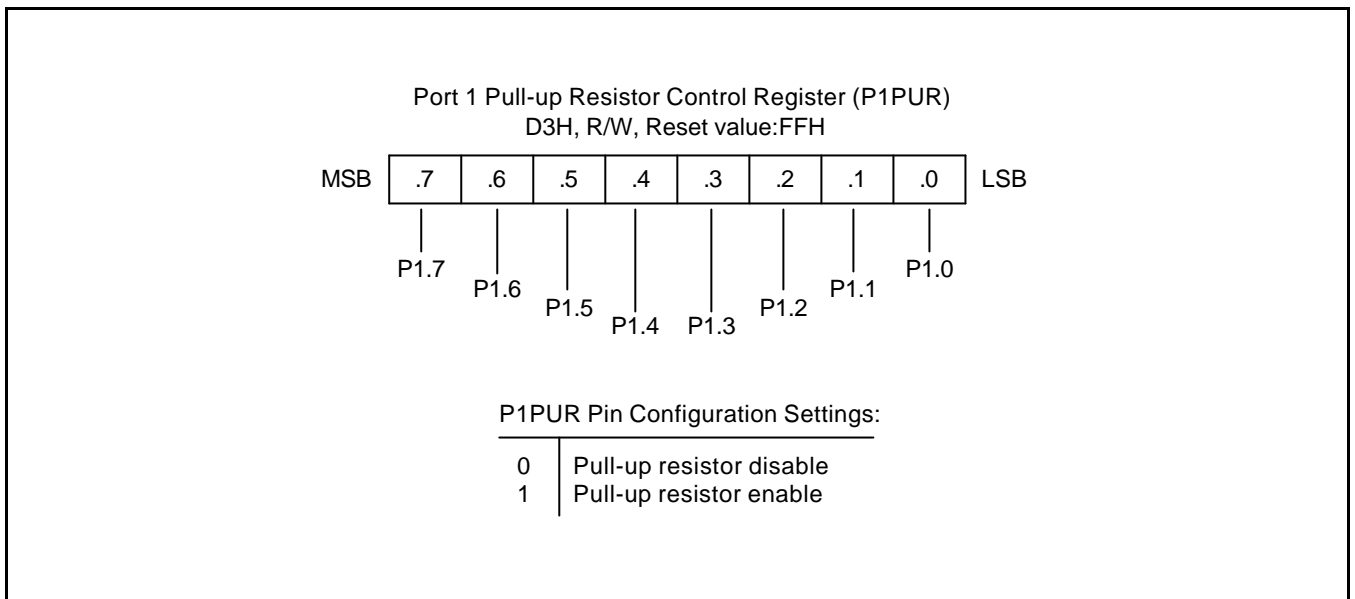 Port 1 Pull-up Resistor Control Register (P1PUR)
D3H, R/W, Reset value:FFH
MSB .7 .6 .5 .4 .3 .2 .1 .0 LSB
P1.7 P1.6 P1.5 P1.4 P1.3 P1.2 P1.1 P1.0
P1PUR Pin Configuration Settings:
0 Pull-up resistor disable
1 Pull-up resistor enable